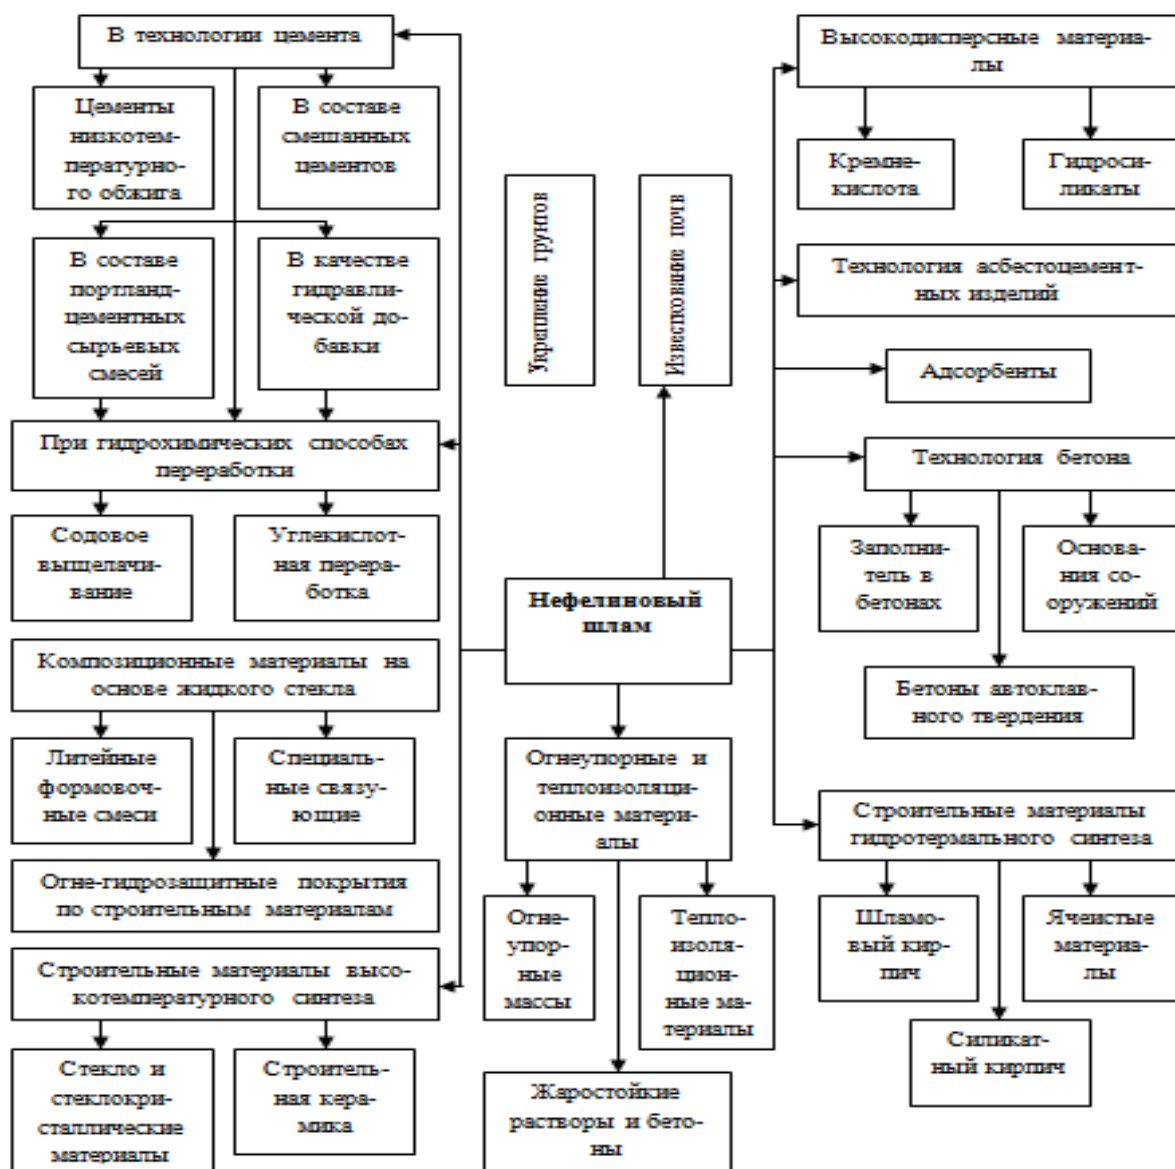 В технологии цемента
Цементы
низкотем-
пературно-
го обжига
В составе
смешанных
цементов
В составе
портланд-
цементных
сырьевых
смесей
В качестве
гидравли-
ческой до-
бавки
При гидрохимических способах
переработки
Содовое
выщелачи-
вание
Углекислот-
ная перера-
ботка
Композиционные материалы на
основе жидкого стекла
Литейные
формовоч-
ные смеси
Специаль-
ные связу-
ющие
Огне-гидрозащитные покрытия
по строительным материалам
Строительные материалы высо-
котемпературного синтеза
Стекло и
стеклокри-
сталлические
материалы
Строитель-
ная кера-
мика
Укрепление грунтов
Известкование почв
Нефелиновый
шлам
Огнеупорные и
теплоизоляци-
онные матери-
алы
Огне-
упор-
ные
массы
Тепло-
изоля-
цион-
ные ма-
териалы
Жаростойкие
растворы и бето-
ны
Высокодисперсные материа-
лы
Кремне-
кислота
Гидроси-
ликаты
Технология асбестоцемент-
ных изделий
Адсорбенты
Технология бетона
Заполни-
тель в
бетонах
Основа-
ния со-
оружений
Бетоны автоклав-
ного твердения
Строительные материалы
гидротермального синтеза
Шламо-
вый кир-
пич
Ячеистые
материа-
лы
Силикат-
ный кирпич